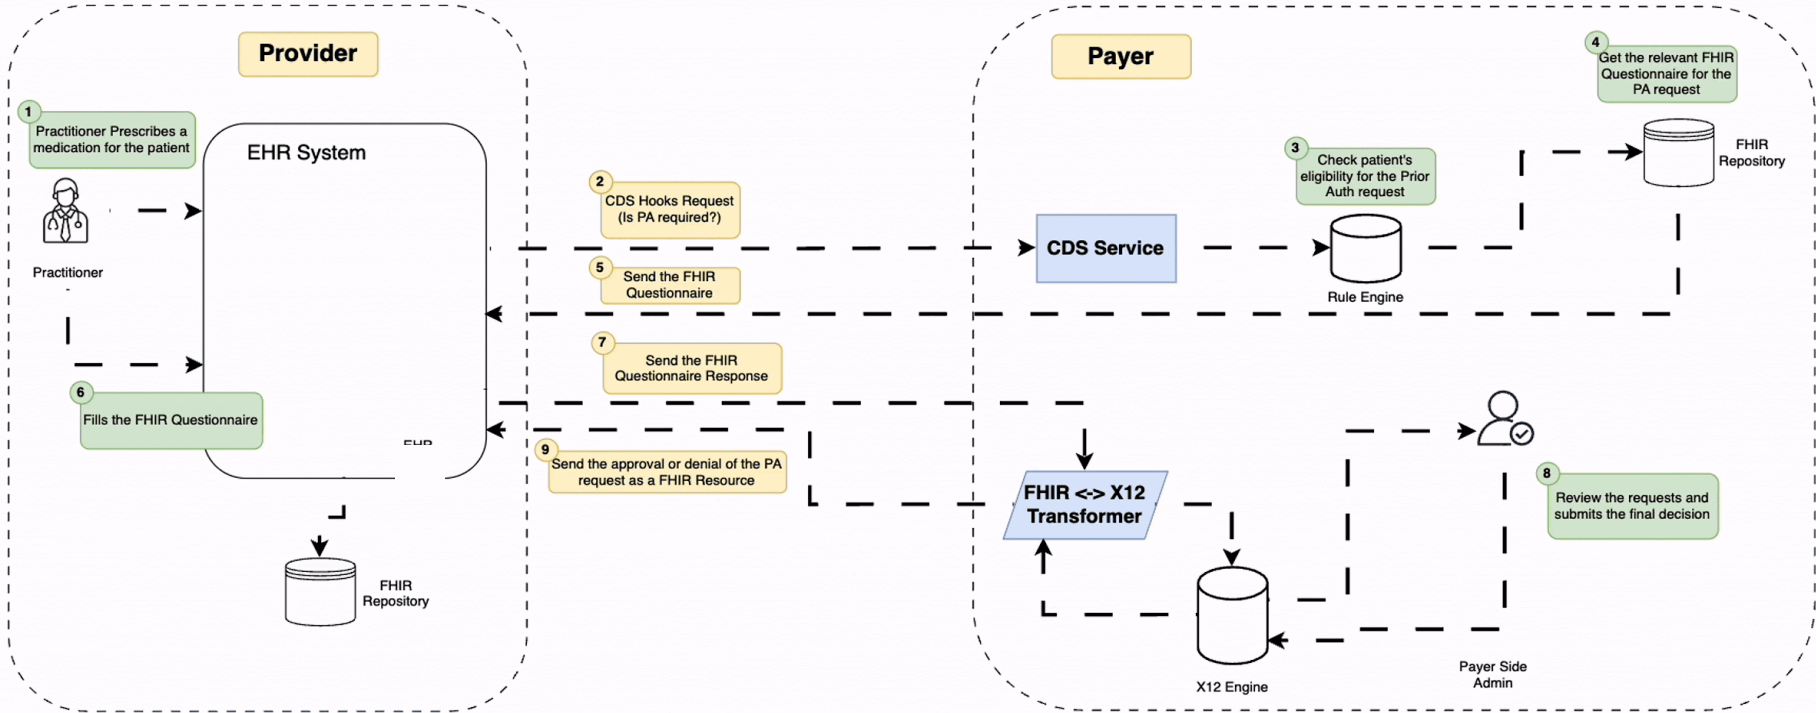 Provider
Payer
1
Practitioner Prescribes a
medication for the patient
EHR System
Practitioner
2
CDS Hooks Request
(Is PA required?)
CDS Service
3
Check patient's
eligibility for the Prior
Auth request
Rule Engine
4
Get the relevant FHIR
Questionnaire for the
PA request
FHIR
Repository
5
Send the FHIR
Questionnaire
6
Fills the FHIR Questionnaire
7
Send the FHIR
Questionnaire Response
FHIR <-> X12
Transformer
8
Review the requests and
submits the final decision
9
Send the approval or denial of the PA
request as a FHIR Resource
FHIR
Repository
X12 Engine
Payer Side
Admin